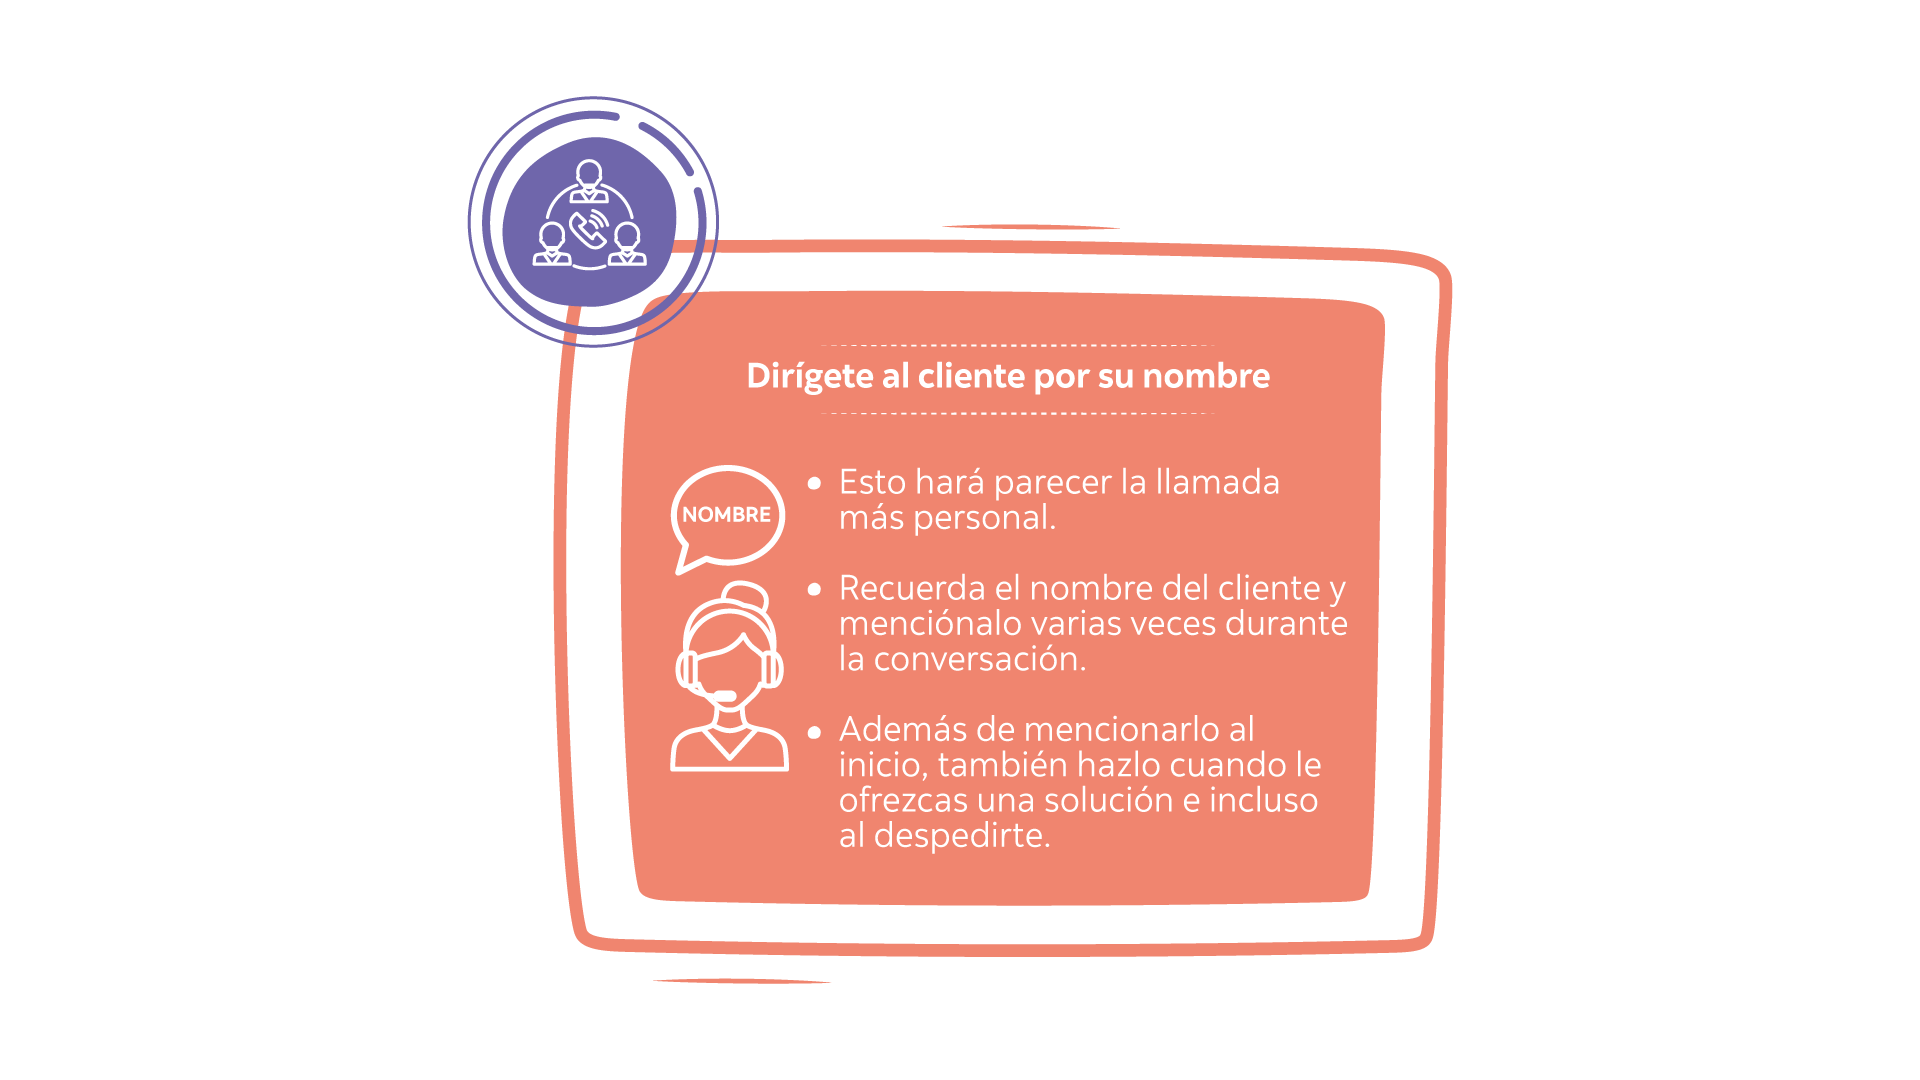 Dirígete al cliente por su nombre
NOMBRE
• Esto hará parecer la llamada
más personal.
• Recuerda el nombre del cliente y
menciónalo varias veces durante
la conversación.
• Además de mencionarlo al
inicio, también hazlo cuando le
ofrezcas una solución e incluso
al despedirte.